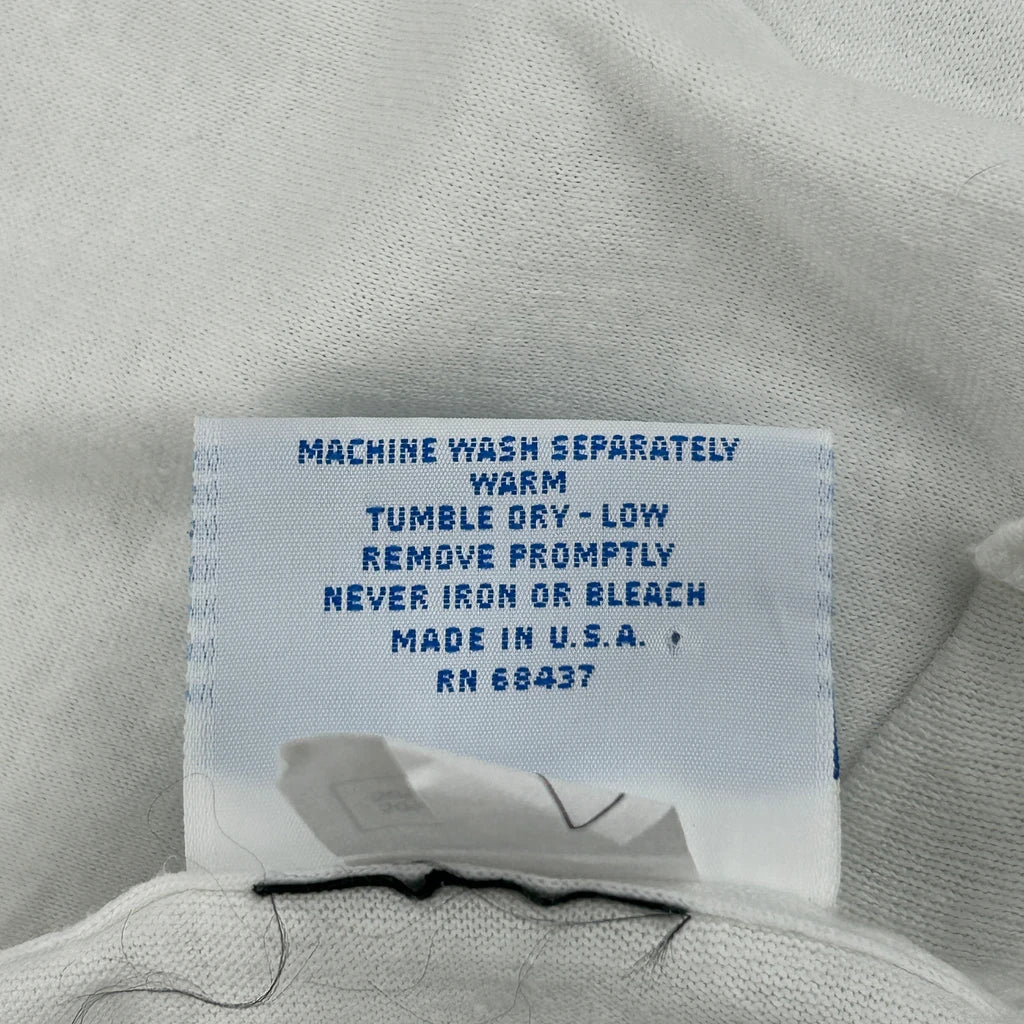 MACHINE WASH SEPARATELY
WARM
TUMBLE DRY - LOW
REMOVE PROMPTLY
NEVER IRON OR BLEACH
MADE IN U.S.A.
RN 68437